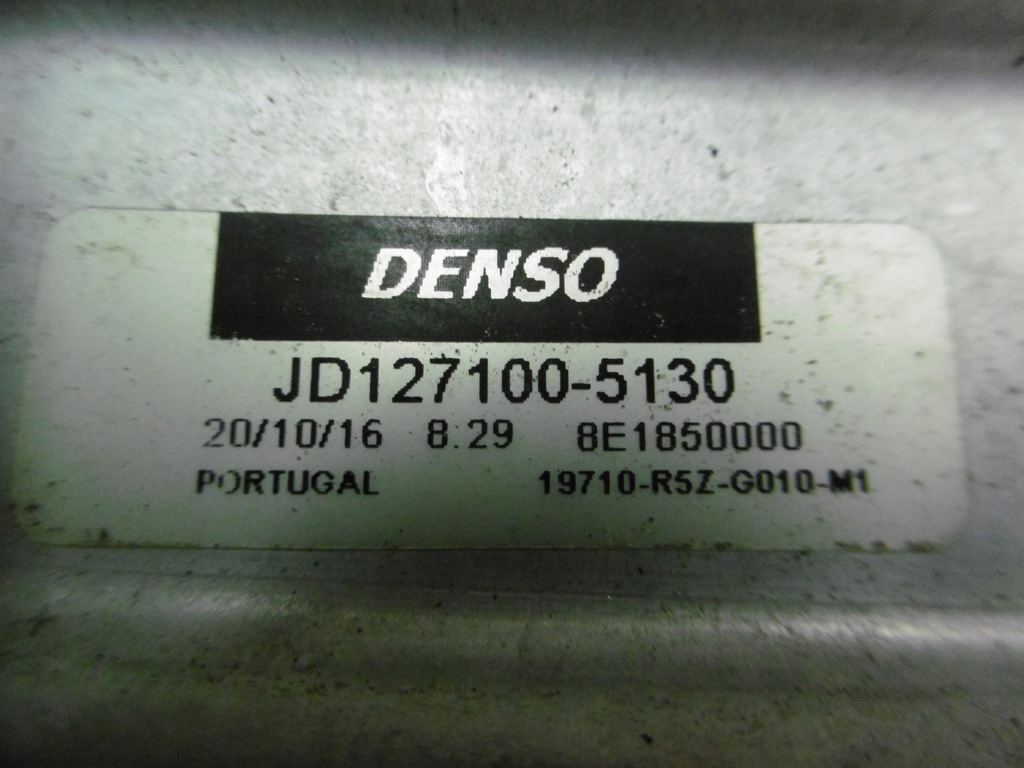 DENSO
JD127100-5130
20/10/16 8:29 8E1850000
PORTUGAL 19710-R5Z-G010-M1